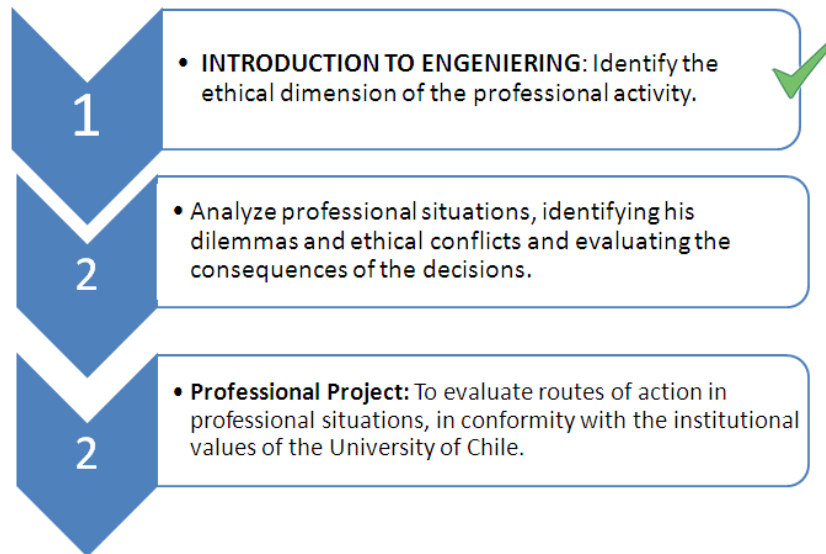 1
• INTRODUCTION TO ENGENIERING: Identify the
ethical dimension of the professional activity.
2
• Analyze professional situations, identifying his
dilemmas and ethical conflicts and evaluating the
consequences of the decisions.
2
• Professional Project: To evaluate routes of action in
professional situations, in conformity with the institutional
values of the University of Chile.